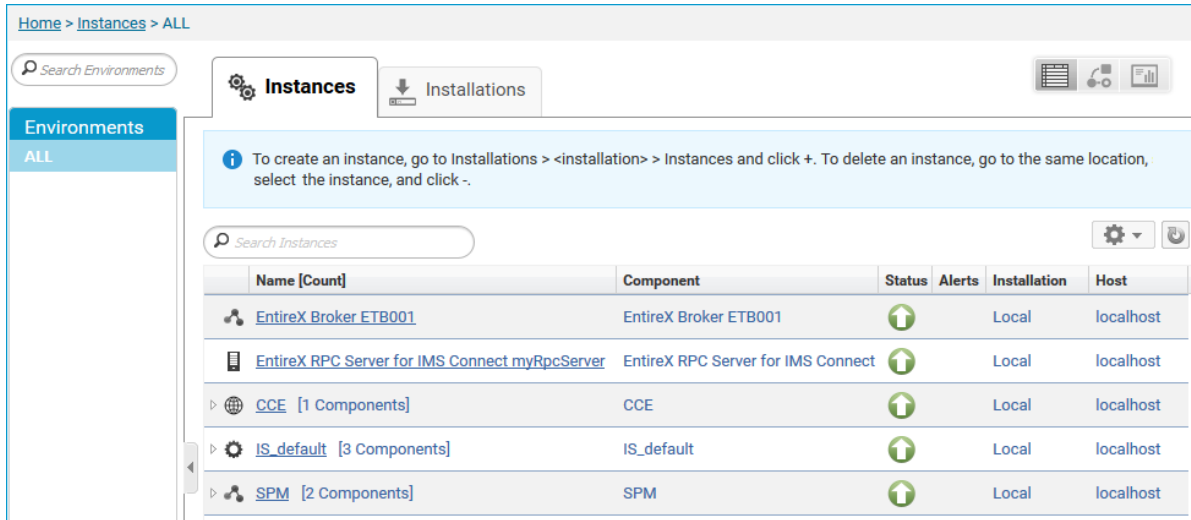 Home > Instances > ALL
Search Environments
Instances
Installations
Environments
ALL
To create an instance, go to Installations > <installation> > Instances and click +. To delete an instance, go to the same location,
select the instance, and click -.
Search Instances
Name [Count] Component Status Alerts Installation Host
EntireX Broker ETB001 EntireX Broker ETB001 Local localhost
EntireX RPC Server for IMS Connect myRpcServer EntireX RPC Server for IMS Connect Local localhost
CCE [1 Components] CCE Local localhost
IS_default [3 Components] IS_default Local localhost
SPM [2 Components] SPM Local localhost